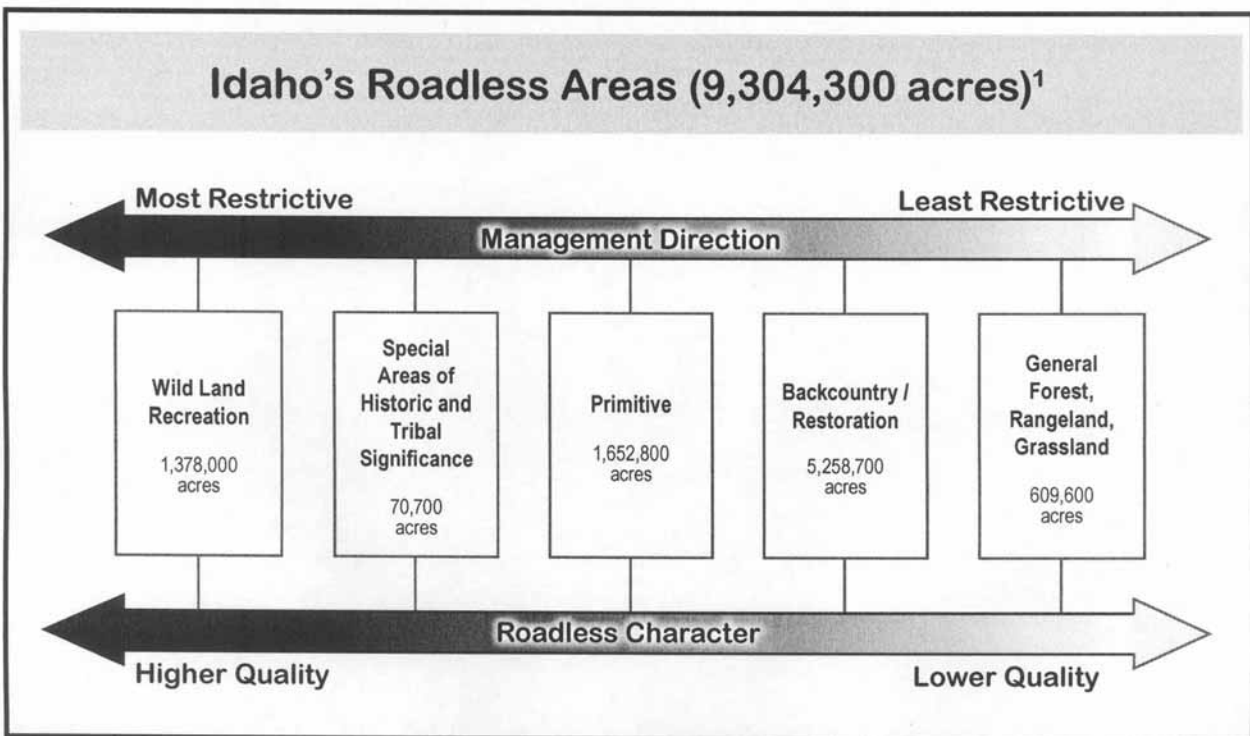 Idaho's Roadless Areas (9,304,300 acres)¹
Most Restrictive
Least Restrictive
Management Direction
Wild Land
Recreation
1,378,000
acres
Special
Areas of
Historic and
Tribal
Significance
70,700
acres
Primitive
1,652,800
acres
Backcountry /
Restoration
5,258,700
acres
General
Forest,
Rangeland,
Grassland
609,600
acres
Roadless Character
Higher Quality
Lower Quality